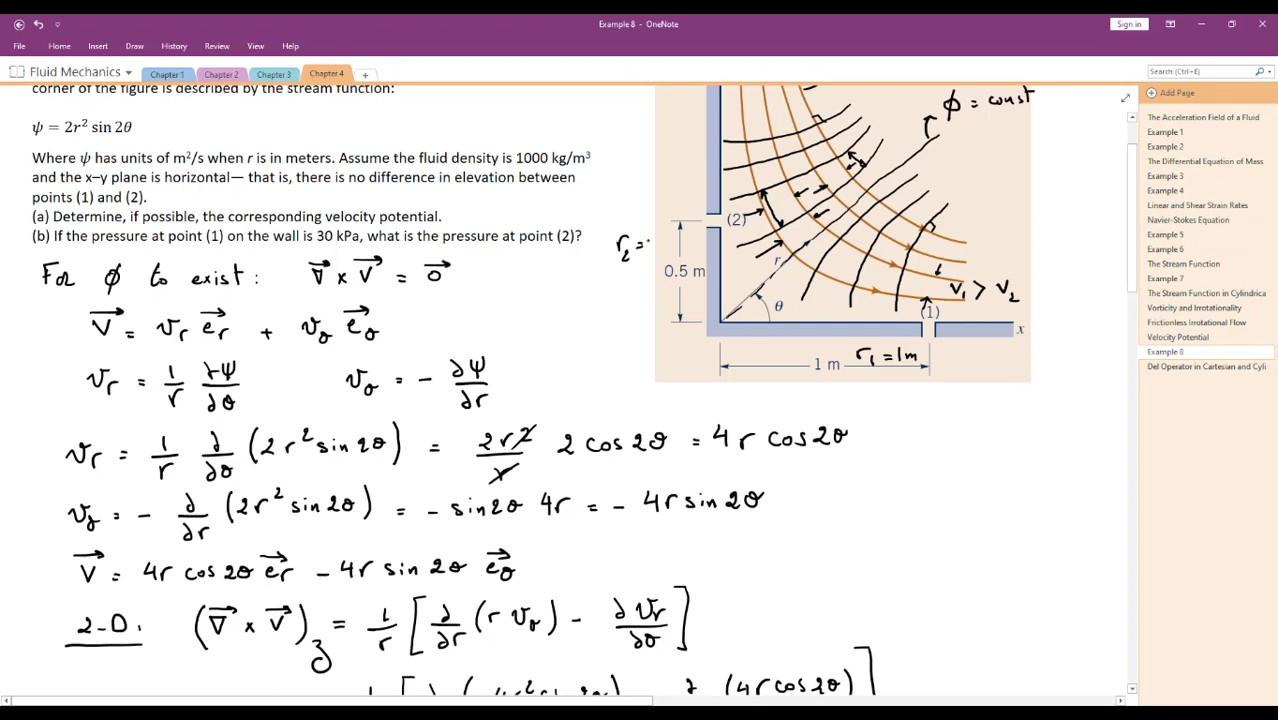 Example 8 - OneNote
Sign in
File Home Insert Draw History Review View Help
Fluid Mechanics Chapter 1 Chapter 2 Chapter 3 Chapter 4 +
Search (Ctrl+E)
Add Page
The Acceleration Field of a Fluid
Example 1
Example 2
The Differential Equation of Mass
Example 3
Example 4
Linear and Shear Strain Rates
Navier-Stokes Equation
Example 5
Example 6
The Stream Function
Example 7
The Stream Function in Cylindrica
Vorticity and Irrotationality
Frictionless Irrotational Flow
Velocity Potential
Example 8
Del Operator in Cartesian and Cyli
corner of the figure is described by the stream function:
ψ = 2r² sin 2θ
Where ψ has units of m²/s when r is in meters. Assume the fluid density is 1000 kg/m³
and the x–y plane is horizontal— that is, there is no difference in elevation between
points (1) and (2).
(a) Determine, if possible, the corresponding velocity potential.
(b) If the pressure at point (1) on the wall is 30 kPa, what is the pressure at point (2)?
ϕ = const
(2)
r₂ =
0.5 m
r
θ
V₁ > V₂
(1)
x
r₁ = 1m
1 m
For ϕ to exist: ∇⃗ x V⃗ = 0⃗
V⃗ = vr e⃗r + vθ e⃗θ
vr = 1/r ∂Ψ/∂θ vθ = - ∂Ψ/∂r
vr = 1/r ∂/∂θ (2r² sin 2θ) = 2r²/r 2 cos 2θ = 4r cos 2θ
vθ = - ∂/∂r (2r² sin 2θ) = - sin 2θ 4r = - 4r sin 2θ
V⃗ = 4r cos 2θ e⃗r - 4r sin 2θ e⃗θ
2-D: (∇⃗ x V⃗)z = 1/r [∂/∂r (r vθ) - ∂vr/∂θ]
(4r cos 2θ)]